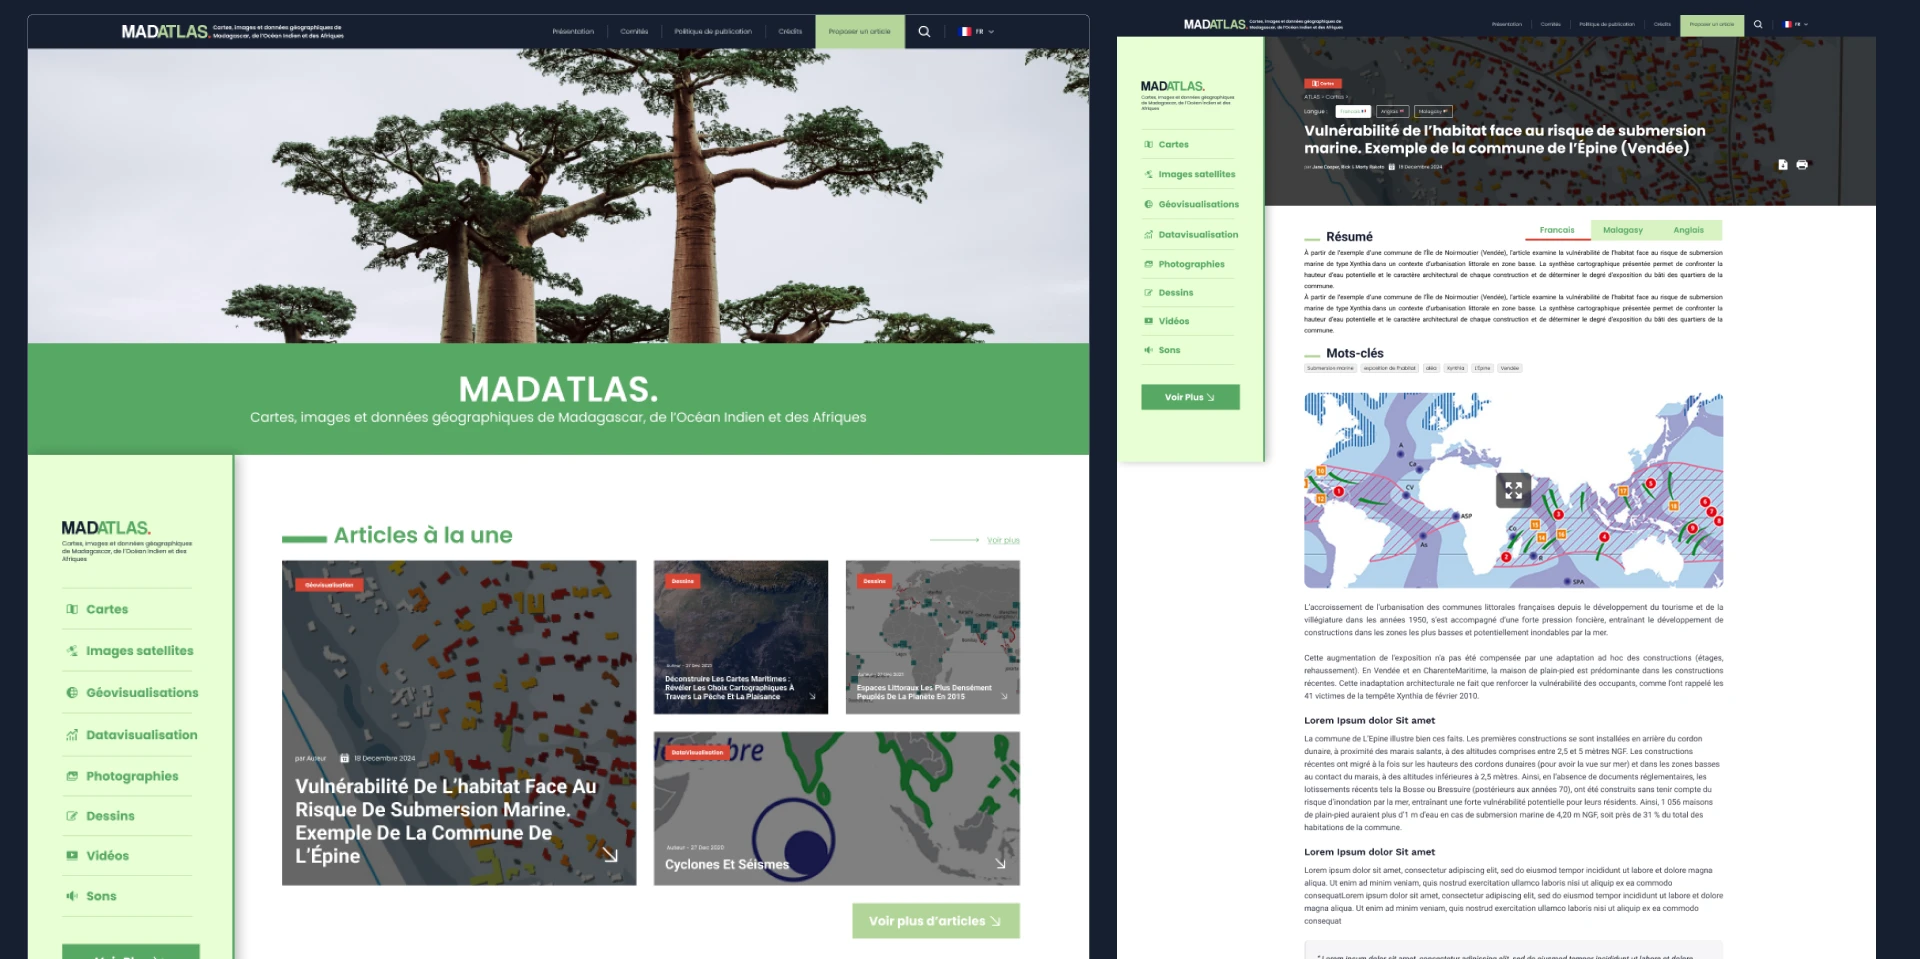 MADATLAS.
Cartes, images et données géographiques de
Madagascar, de l'Océan Indien et des Afriques
Présentation
Comités
Politique de publication
Crédits
Proposer un article
FR
MADATLAS.
Cartes, images et données géographiques de Madagascar, de l'Océan Indien et des Afriques
MADATLAS.
Cartes, images et données géographiques
de Madagascar, de l'Océan Indien et des
Afriques
Cartes
Images satellites
Géovisualisations
Datavisualisation
Photographies
Dessins
Vidéos
Sons
Voir Plus
Articles à la une
Voir plus
Géovisualisation
par Auteur
18 Decembre 2024
Vulnérabilité De L'habitat Face Au
Risque De Submersion Marine.
Exemple De La Commune De
L'Épine
Dessins
Auteur - 27 Dec 2021
Déconstruire Les Cartes Maritimes :
Révéler Les Choix Cartographiques À
Travers La Pêche Et La Plaisance
Dessins
Espaces Littoraux Les Plus Densément
Peuplés De La Planète En 2015
DataVisualisation
Auteur - 27 Dec 2020
Cyclones Et Séismes
Voir plus d'articles
MADATLAS.
Cartes, images et données géographiques de
Madagascar, de l'Océan Indien et des Afriques
Présentation
Comités
Politique de publication
Crédits
Proposer un article
FR
MADATLAS.
Cartes, images et données géographiques
de Madagascar, de l'Océan Indien et des
Afriques
Cartes
Images satellites
Géovisualisations
Datavisualisation
Photographies
Dessins
Vidéos
Sons
Voir Plus
Cartes
ATLAS > Cartes >
Langue :
Anglais
Malagasy
Vulnérabilité de l'habitat face au risque de submersion
marine. Exemple de la commune de l'Épine (Vendée)
par Jane Cooper, Rick & Morty Rakoto
18 Decembre 2024
Résumé
Francais
Malagasy
Anglais
À partir de l'exemple d'une commune de l'Île de Noirmoutier (Vendée), l'article examine la vulnérabilité de l'habitat face au risque de submersion
marine de type Xynthia dans un contexte d'urbanisation littorale en zone basse. La synthèse cartographique présentée permet de confronter la
hauteur d'eau potentielle et le caractère architectural de chaque construction et de déterminer le degré d'exposition du bâti des quartiers de la
commune.
À partir de l'exemple d'une commune de l'Île de Noirmoutier (Vendée), l'article examine la vulnérabilité de l'habitat face au risque de submersion
marine de type Xynthia dans un contexte d'urbanisation littorale en zone basse. La synthèse cartographique présentée permet de confronter la
hauteur d'eau potentielle et le caractère architectural de chaque construction et de déterminer le degré d'exposition du bâti des quartiers de la
commune.
Mots-clés
Submersion marine
exposition de l'habitat
aléa
Xynthia
L'Épine
Vendée
A
Ca
CV
ASP
As
Co
R
SPA
L'accroissement de l'urbanisation des communes littorales françaises depuis le développement du tourisme et de la
villégiature dans les années 1950, s'est accompagné d'une forte pression foncière, entraînant le développement de
constructions dans les zones les plus basses et potentiellement inondables par la mer.
Cette augmentation de l'exposition n'a pas été compensée par une adaptation ad hoc des constructions (étages,
rehaussement). En Vendée et en CharenteMaritime, la maison de plain-pied est prédominante dans les constructions
récentes. Cette inadaptation architecturale ne fait que renforcer la vulnérabilité des occupants, comme l'ont rappelé les
41 victimes de la tempête Xynthia de février 2010.
Lorem Ipsum dolor Sit amet
La commune de L'Epine illustre bien ces faits. Les premières constructions se sont installées en arrière du cordon
dunaire, à proximité des marais salants, à des altitudes comprises entre 2,5 et 5 mètres NGF. Les constructions
récentes ont migré à la fois sur les hauteurs des cordons dunaires (pour avoir la vue sur mer) et dans les zones basses
au contact du marais, à des altitudes inférieures à 2,5 mètres. Ainsi, en l'absence de documents réglementaires, les
lotissements récents tels la Bosse ou Bressuire (postérieurs aux années 70), ont été construits sans tenir compte du
risque d'inondation par la mer, entraînant une forte vulnérabilité potentielle pour leurs résidents. Ainsi, 1 056 maisons
de plain-pied auraient plus d'1 m d'eau en cas de submersion marine de 4,20 m NGF, soit près de 31 % du total des
habitations de la commune.
Lorem Ipsum dolor Sit amet
Lorem ipsum dolor sit amet, consectetur adipiscing elit, sed do eiusmod tempor incididunt ut labore et dolore magna
aliqua. Ut enim ad minim veniam, quis nostrud exercitation ullamco laboris nisi ut aliquip ex ea commodo
consequatLorem ipsum dolor sit amet, consectetur adipiscing elit, sed do eiusmod tempor incididunt ut labore et dolore
magna aliqua. Ut enim ad minim veniam, quis nostrud exercitation ullamco laboris nisi ut aliquip ex ea commodo
consequat
" Lorem ipsum dolor sit amet, consectetur adipiscing elit, sed do eiusmod tempor incididunt ut labore et dolore